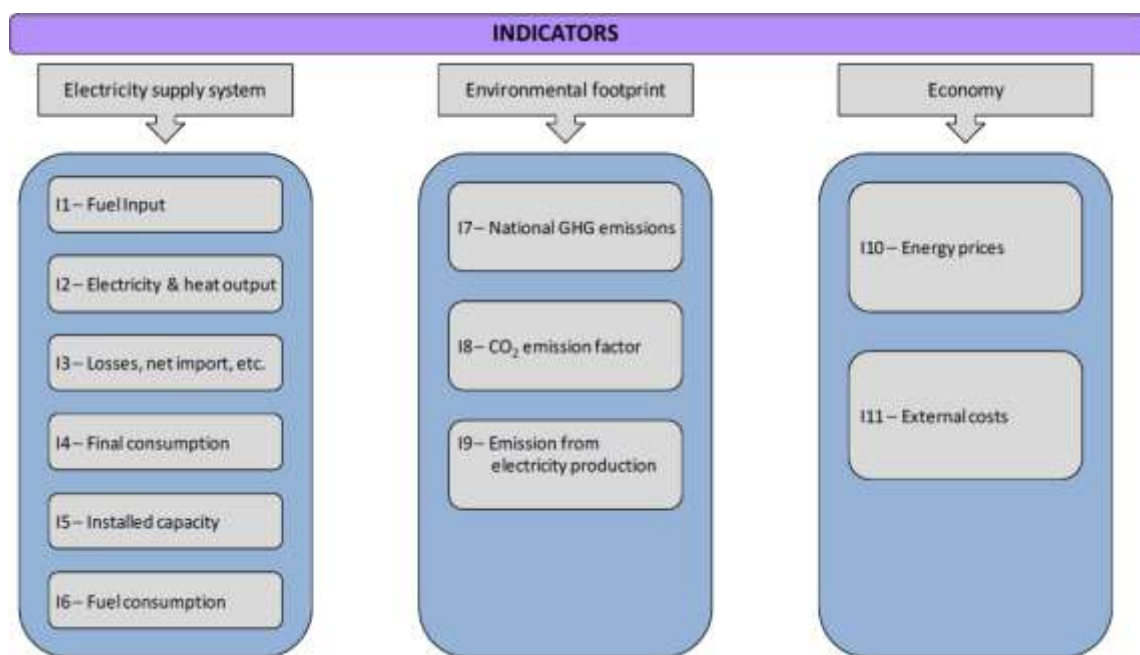 INDICATORS
Electricity supply system
I1– Fuel Input
I2– Electricity & heat output
I3– Losses, net import, etc.
I4– Final consumption
I5– Installed capacity
I6– Fuel consumption
Environmental footprint
I7– National GHG emissions
I8– CO₂ emission factor
I9– Emission from
electricity production
Economy
I10– Energy prices
I11– External costs